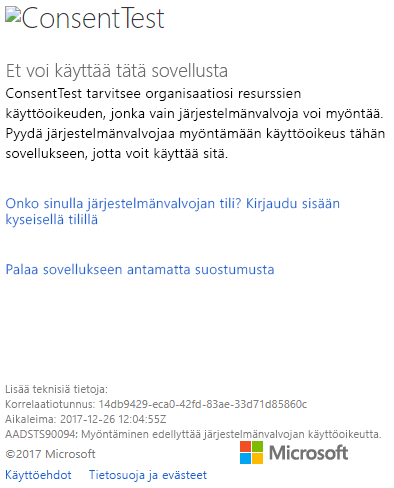 ConsentTest
Et voi käyttää tätä sovellusta
ConsentTest tarvitsee organisaatiosi resurssien
käyttöoikeuden, jonka vain järjestelmänvalvoja voi myöntää.
Pyydä järjestelmänvalvojaa myöntämään käyttöoikeus tähän
sovellukseen, jotta voit käyttää sitä.
Onko sinulla järjestelmänvalvojan tili? Kirjaudu sisään
kyseisellä tilillä
Palaa sovellukseen antamatta suostumusta
Lisää teknisiä tietoja:
Korrelaatiotunnus: 14db9429-eca0-42fd-83ae-33d71d85860c
Aikaleima: 2017-12-26 12:04:55Z
AADSTS90094: Myöntäminen edellyttää järjestelmänvalvojan käyttöoikeutta.
©2017 Microsoft
Microsoft
Käyttöehdot Tietosuoja ja evästeet